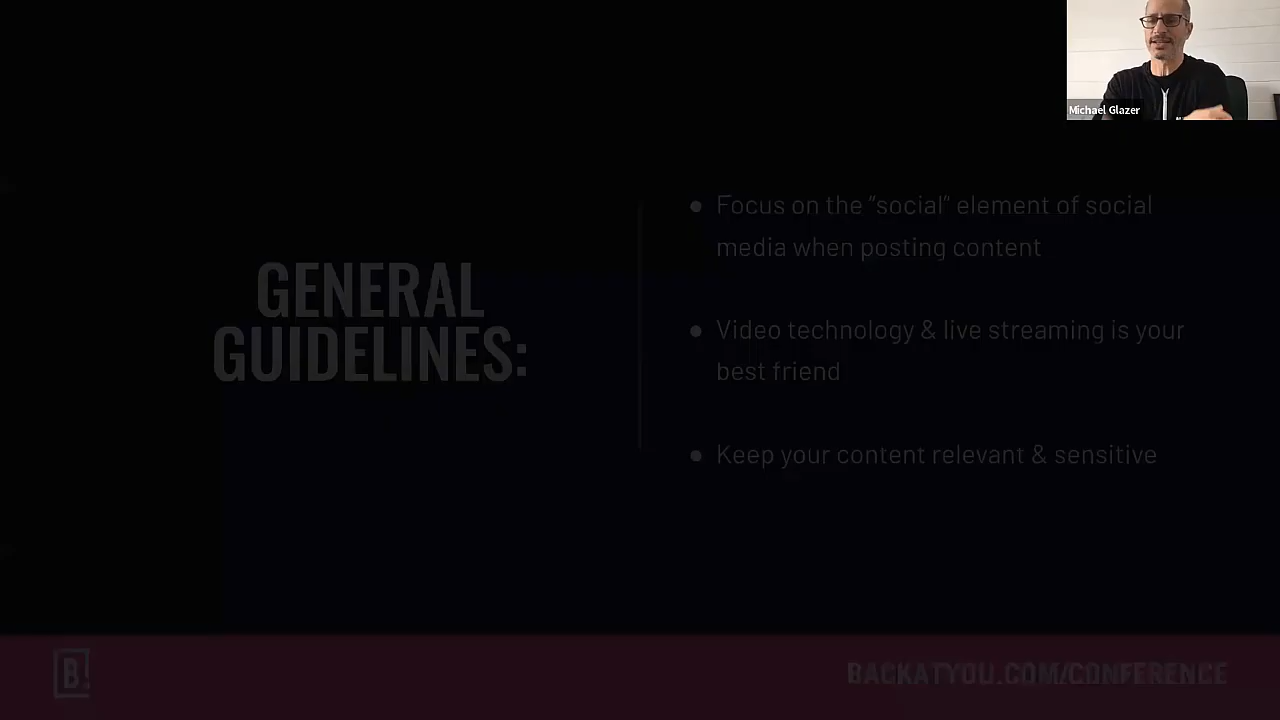 Michael Glazer
GENERAL
GUIDELINES:
● Focus on the "social" element of social
media when posting content
● Video technology & live streaming is your
best friend
● Keep your content relevant & sensitive
B
BACKATYOU.COM/CONFERENCE